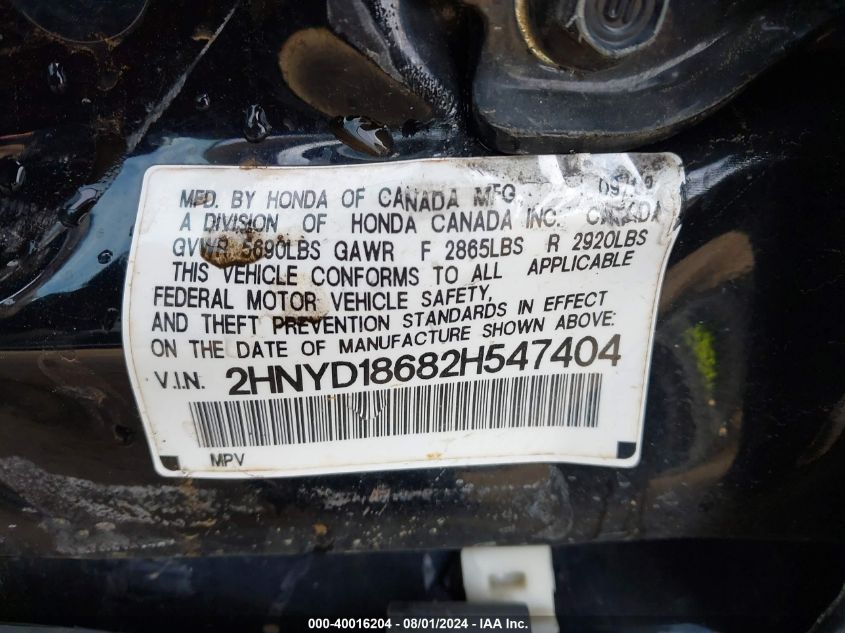 MFD. BY HONDA OF CANADA MFG.
A DIVISION OF HONDA CANADA INC. CANADA
GVWR 5690LBS GAWR F 2865LBS R 2920LBS
THIS VEHICLE CONFORMS TO ALL APPLICABLE
FEDERAL MOTOR VEHICLE SAFETY,
AND THEFT PREVENTION STANDARDS IN EFFECT
ON THE DATE OF MANUFACTURE SHOWN ABOVE:
V.I.N. 2HNYD18682H547404
MPV
000-40016204 - 08/01/2024 - IAA Inc.